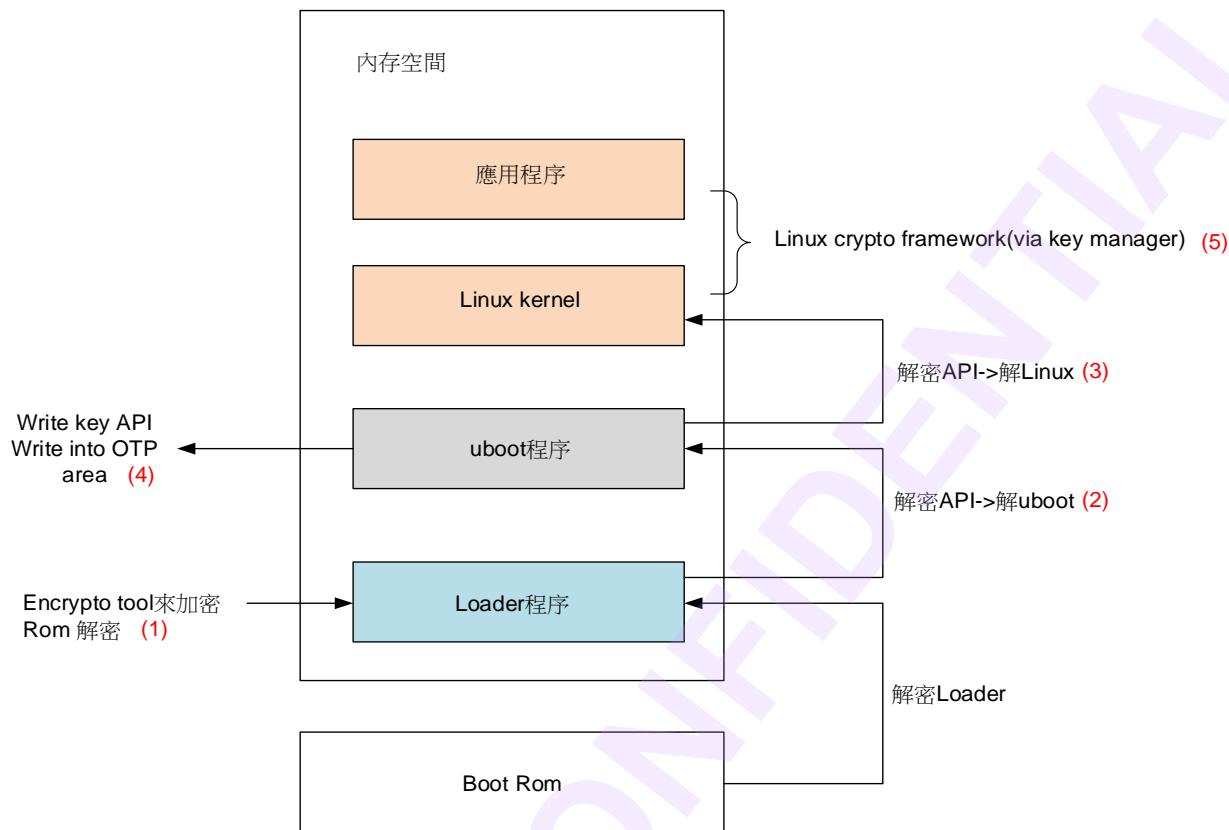 內存空間
應用程序
Linux crypto framework(via key manager) (5)
Linux kernel
解密API->解Linux (3)
Write key API
Write into OTP
area (4)
uboot程序
解密API->解uboot (2)
Encrypto tool來加密
Rom 解密 (1)
Loader程序
解密Loader
Boot Rom
ONFIDENTIAL